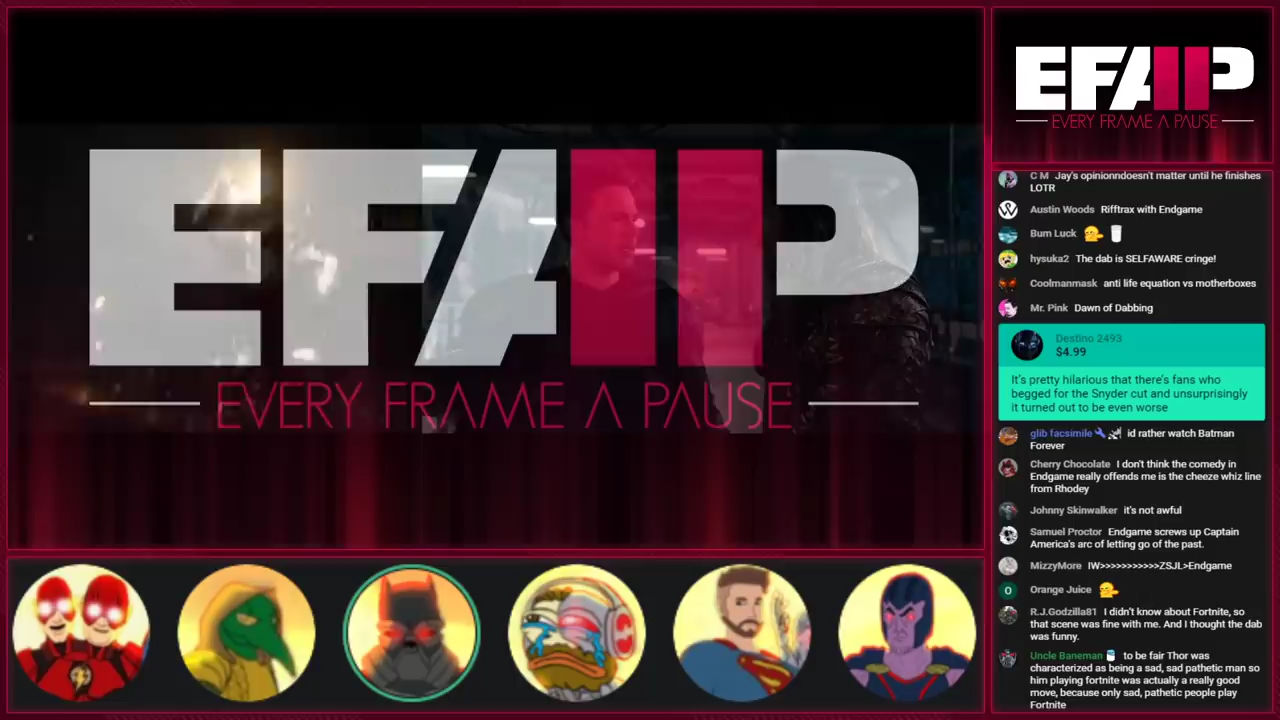 EFAP
EVERY FRAME A PAUSE
EFAP
EVERY FRAME A PAUSE
C M Jay's opinionndoesn't matter until he finishes
LOTR
Austin Woods Rifftrax with Endgame
Bum Luck
hysuka2 The dab is SELFAWARE cringe!
Coolmanmask anti life equation vs motherboxes
Mr. Pink Dawn of Dabbing
Destino 2493
$4.99
It's pretty hilarious that there's fans who
begged for the Snyder cut and unsurprisingly
it turned out to be even worse
glib facsimile id rather watch Batman
Forever
Cherry Chocolate I don't think the comedy in
Endgame really offends me is the cheeze whiz line
from Rhodey
Johnny Skinwalker it's not awful
Samuel Proctor Endgame screws up Captain
America's arc of letting go of the past.
MizzyMore IW>>>>>>>>>>>ZSJL>Endgame
O Orange Juice
R.J.Godzilla81 I didn't know about Fortnite, so
that scene was fine with me. And I thought the dab
was funny.
Uncle Baneman to be fair Thor was
characterized as being a sad, sad pathetic man so
him playing fortnite was actually a really good
move, because only sad, pathetic people play
Fortnite